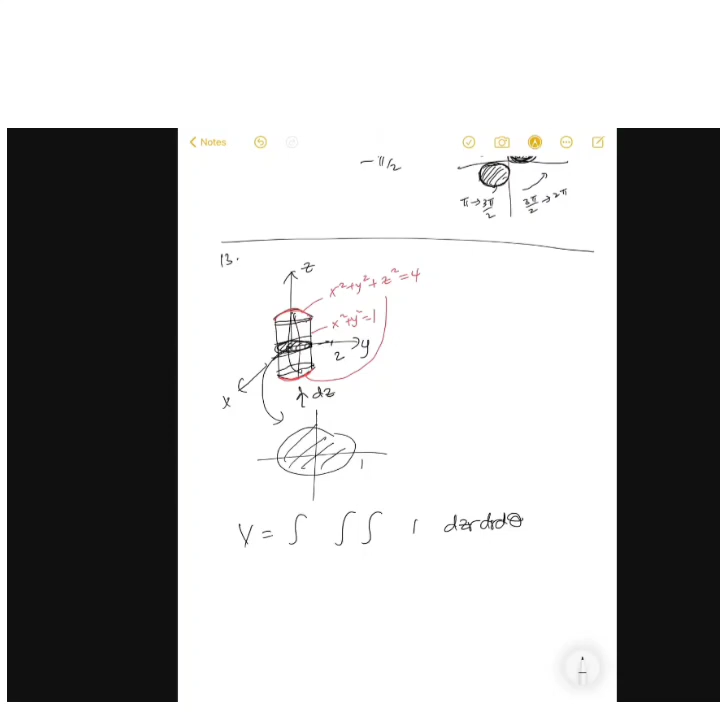 Notes
-π/2
π→3π/2
3π/2→2π
13.
z
x²+y²+z²=4
x²+y²=1
2
y
x
↑dz
1
V = ∫ ∫∫ 1 dzrdrdθ